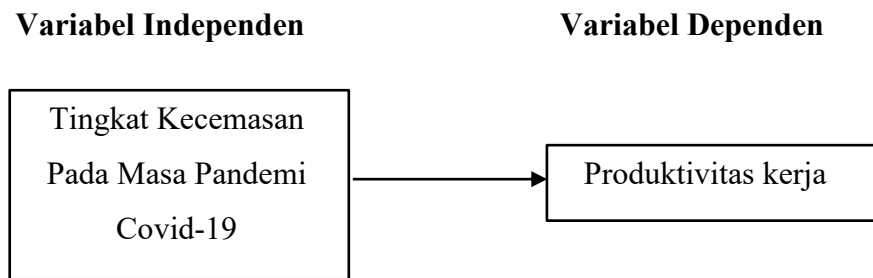 Variabel Independen
Variabel Dependen
Tingkat Kecemasan
Pada Masa Pandemi
Covid-19
Produktivitas kerja